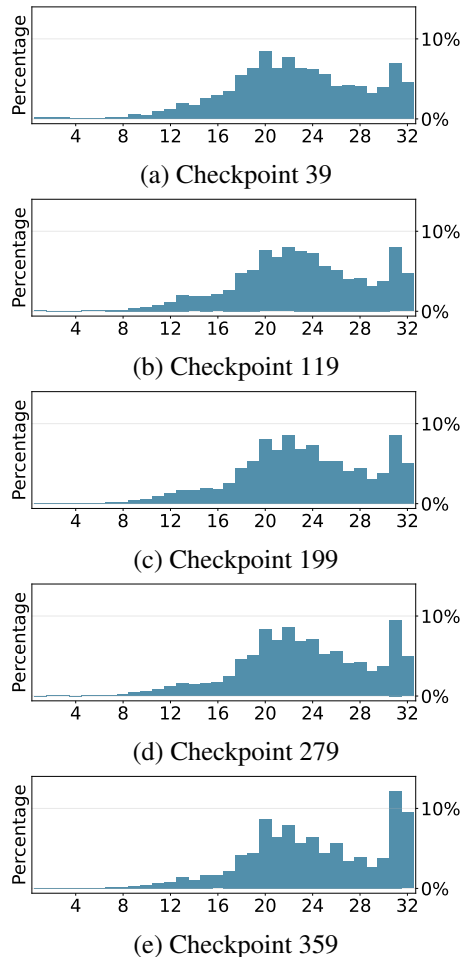 Percentage
10%
0%
4 8 12 16 20 24 28 32
(a) Checkpoint 39
Percentage
10%
0%
4 8 12 16 20 24 28 32
(b) Checkpoint 119
Percentage
10%
0%
4 8 12 16 20 24 28 32
(c) Checkpoint 199
Percentage
10%
0%
4 8 12 16 20 24 28 32
(d) Checkpoint 279
Percentage
10%
0%
4 8 12 16 20 24 28 32
(e) Checkpoint 359